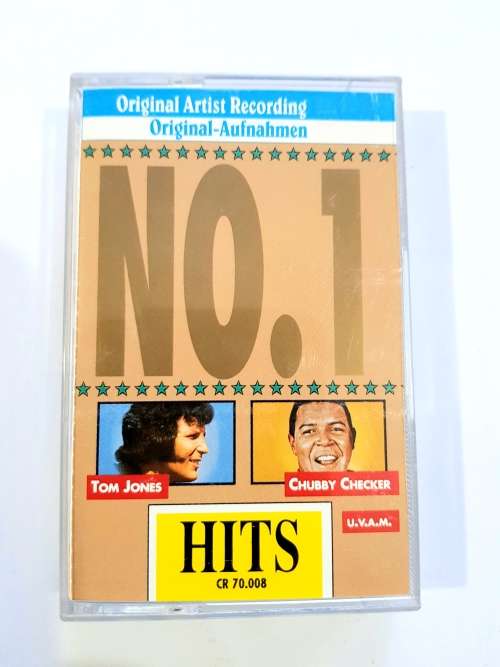 Original Artist Recording
Original-Aufnahmen
NO.1
TOM JONES
CHUBBY CHECKER
U.V.A.M.
HITS
CR 70.008